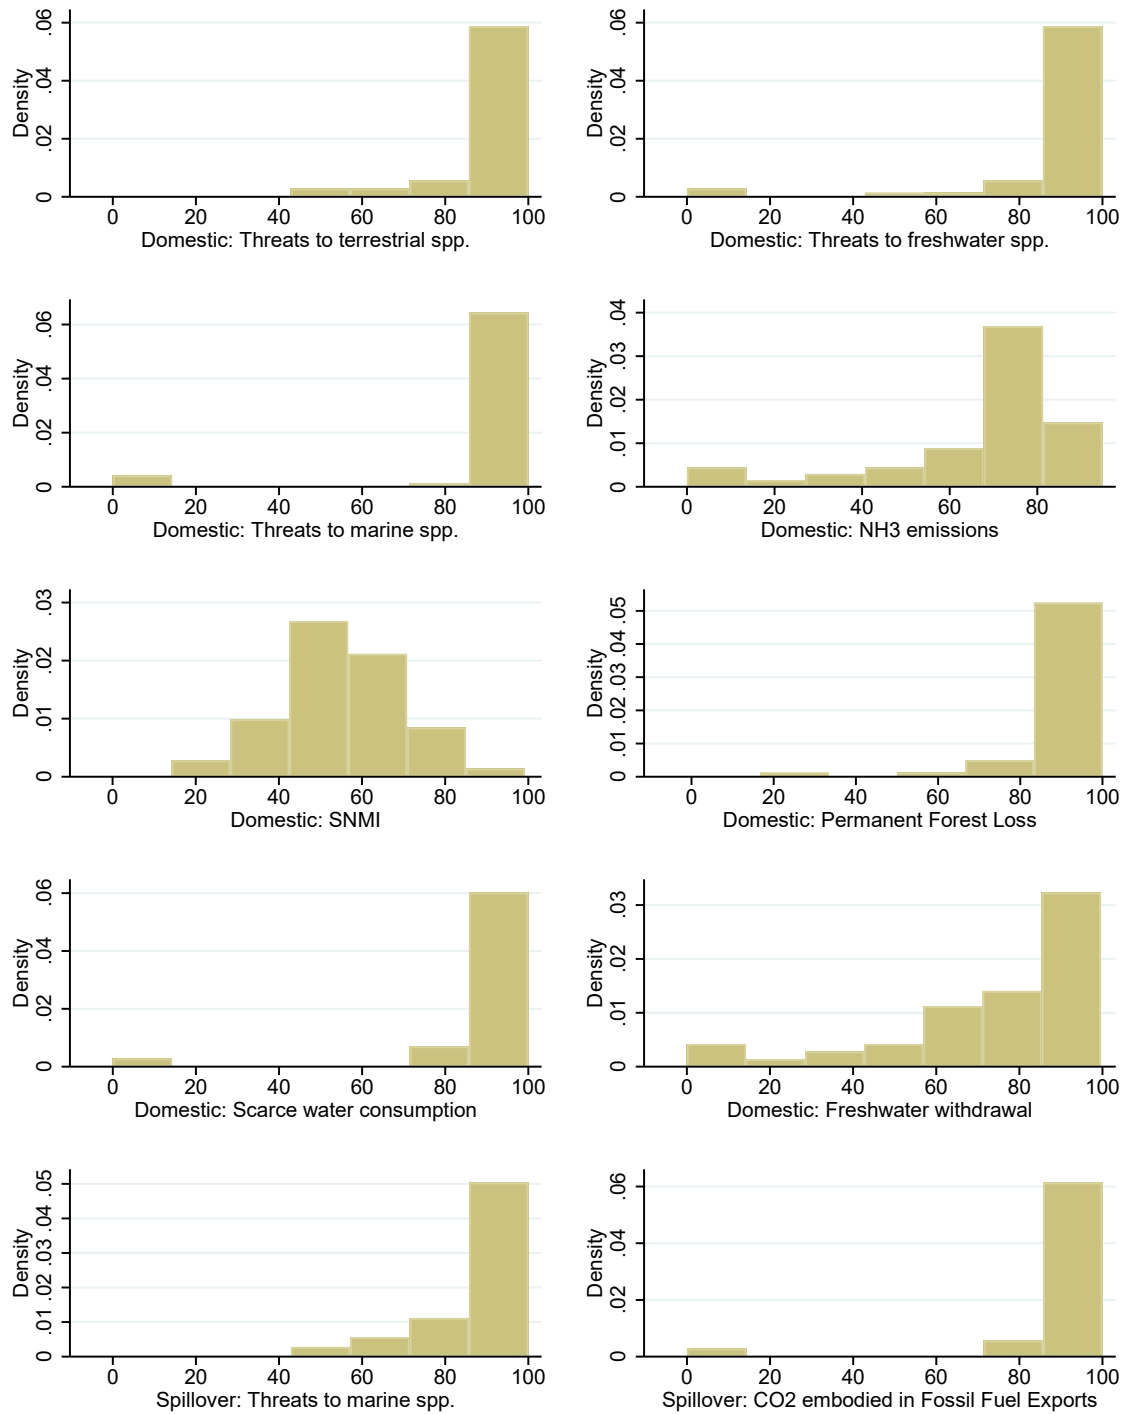 Density
0 .02 .04 .06
0 20 40 60 80 100
Domestic: Threats to terrestrial spp.
Density
0 .02 .04 .06
0 20 40 60 80 100
Domestic: Threats to freshwater spp.
Density
0 .02 .04 .06
0 20 40 60 80 100
Domestic: Threats to marine spp.
Density
0 .01 .02 .03 .04
0 20 40 60 80
Domestic: NH3 emissions
Density
0 .01 .02 .03
0 20 40 60 80 100
Domestic: SNMI
Density
0 .01 .02 .03 .04 .05
0 20 40 60 80 100
Domestic: Permanent Forest Loss
Density
0 .02 .04 .06
0 20 40 60 80 100
Domestic: Scarce water consumption
Density
0 .01 .02 .03
0 20 40 60 80 100
Domestic: Freshwater withdrawal
Density
0 .01 .02 .03 .04 .05
0 20 40 60 80 100
Spillover: Threats to marine spp.
Density
0 .02 .04 .06
0 20 40 60 80 100
Spillover: CO2 embodied in Fossil Fuel Exports